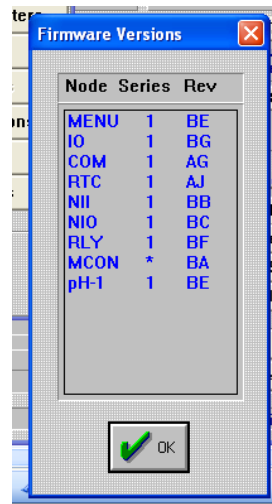 ters
Firmware Versions
Node Series Rev
MENU 1 BE
IO 1 BG
COM 1 AG
RTC 1 AJ
NII 1 BB
NIO 1 BC
RLY 1 BF
MCON * BA
pH-1 1 BE
OK